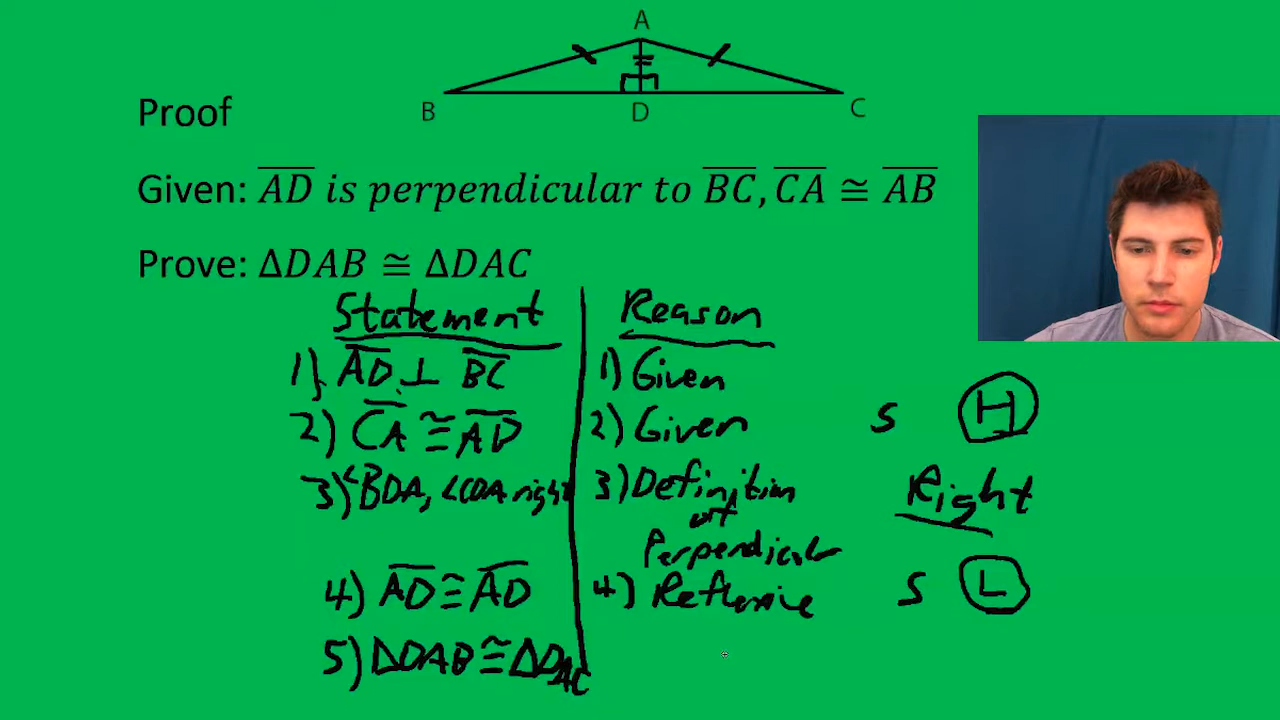 A
B D C
Proof
Given: AD is perpendicular to BC, CA ≅ AB
Prove: ΔDAB ≅ ΔDAC
Statement Reason
1) AD ⊥ BC 1) Given
2) CA ≅ AD 2) Given S H
3) <BDA, <CDA right 3) Definition Right
of
Perpendicular
4) AD ≅ AD 4) Reflexive S L
5) ΔDAB ≅ ΔDAC